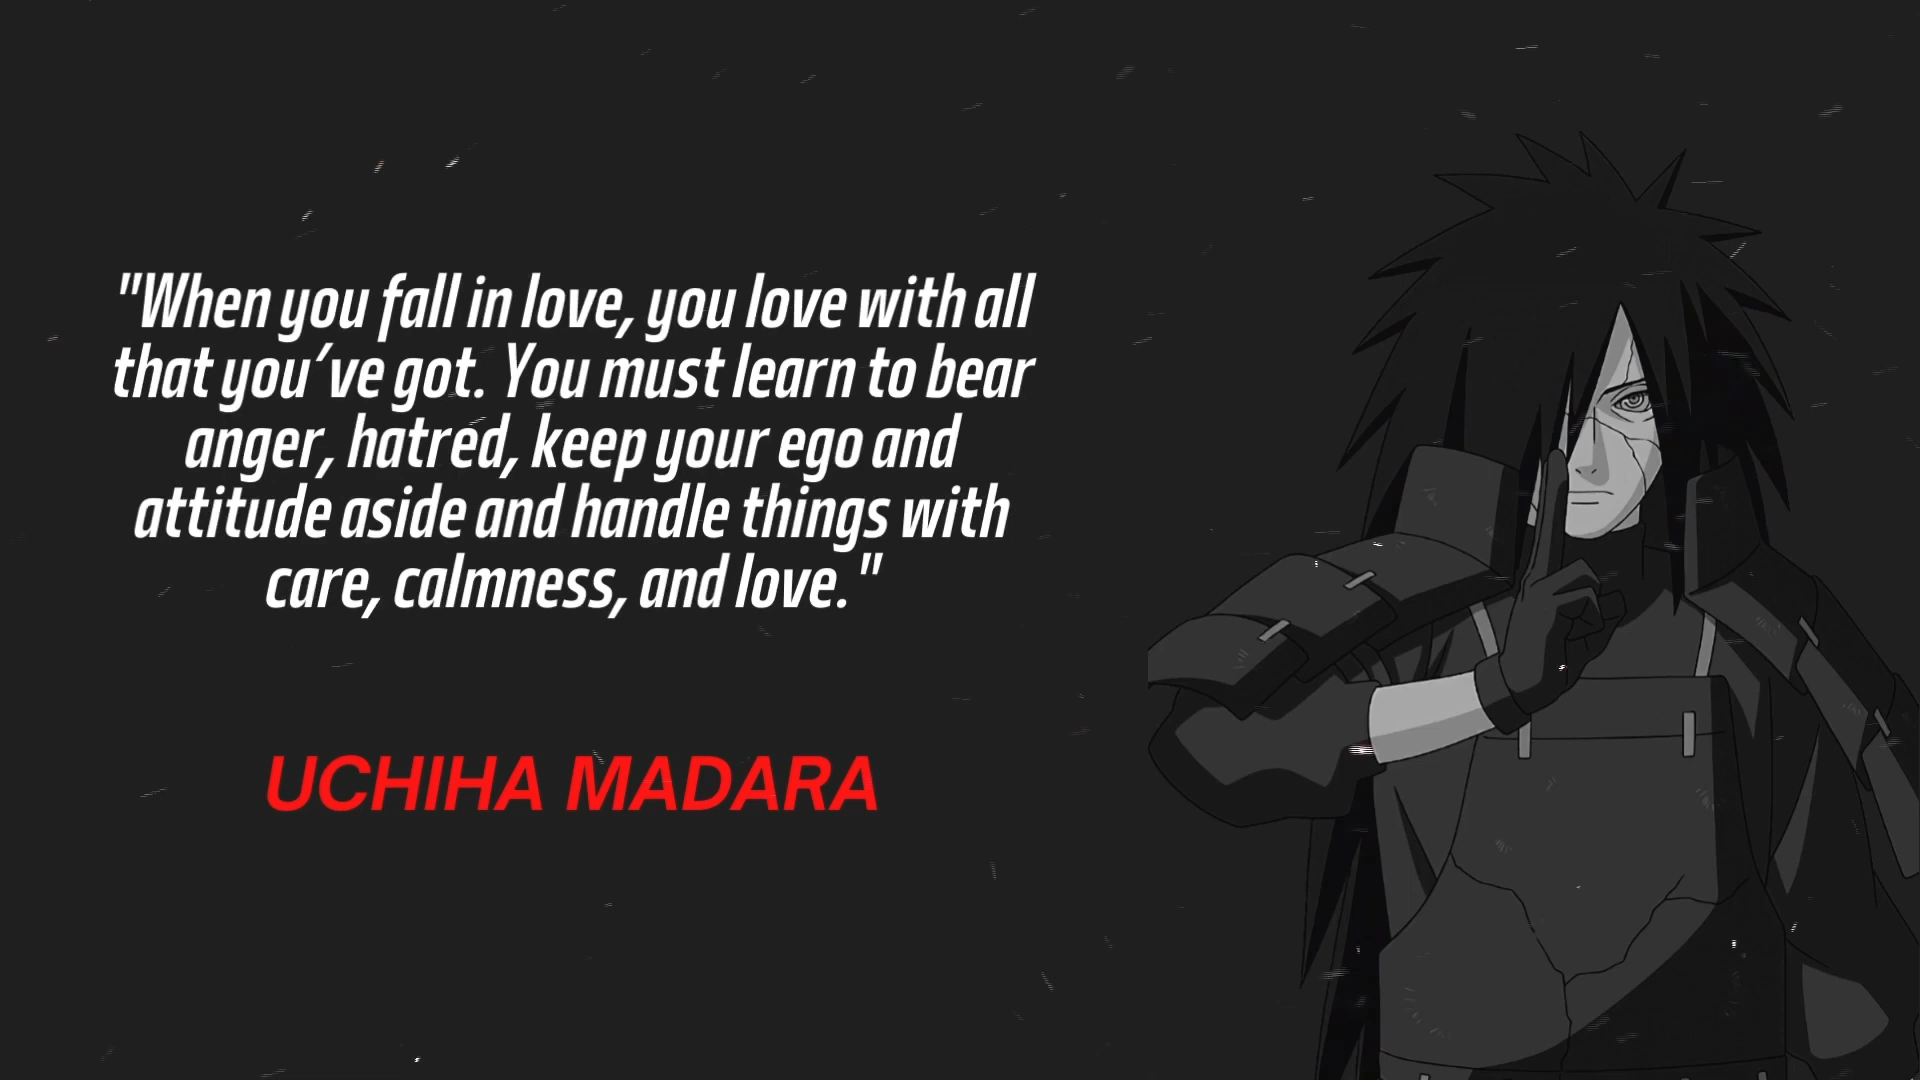 "When you fall in love, you love with all
that you've got. You must learn to bear
anger, hatred, keep your ego and
attitude aside and handle things with
care, calmness, and love."
UCHIHA MADARA